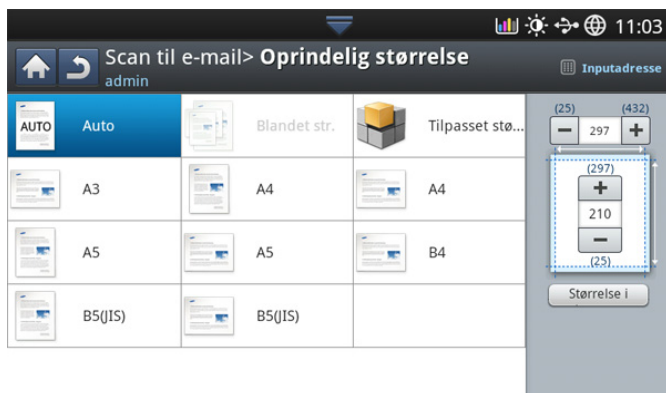 11:03
Scan til e-mail> Oprindelig størrelse
admin
Inputadresse
AUTO
Auto
Blandet str.
Tilpasset stø...
A3
A4
A4
A5
A5
B4
B5(JIS)
B5(JIS)
(25) (432)
297
(297)
210
(25)
Størrelse i